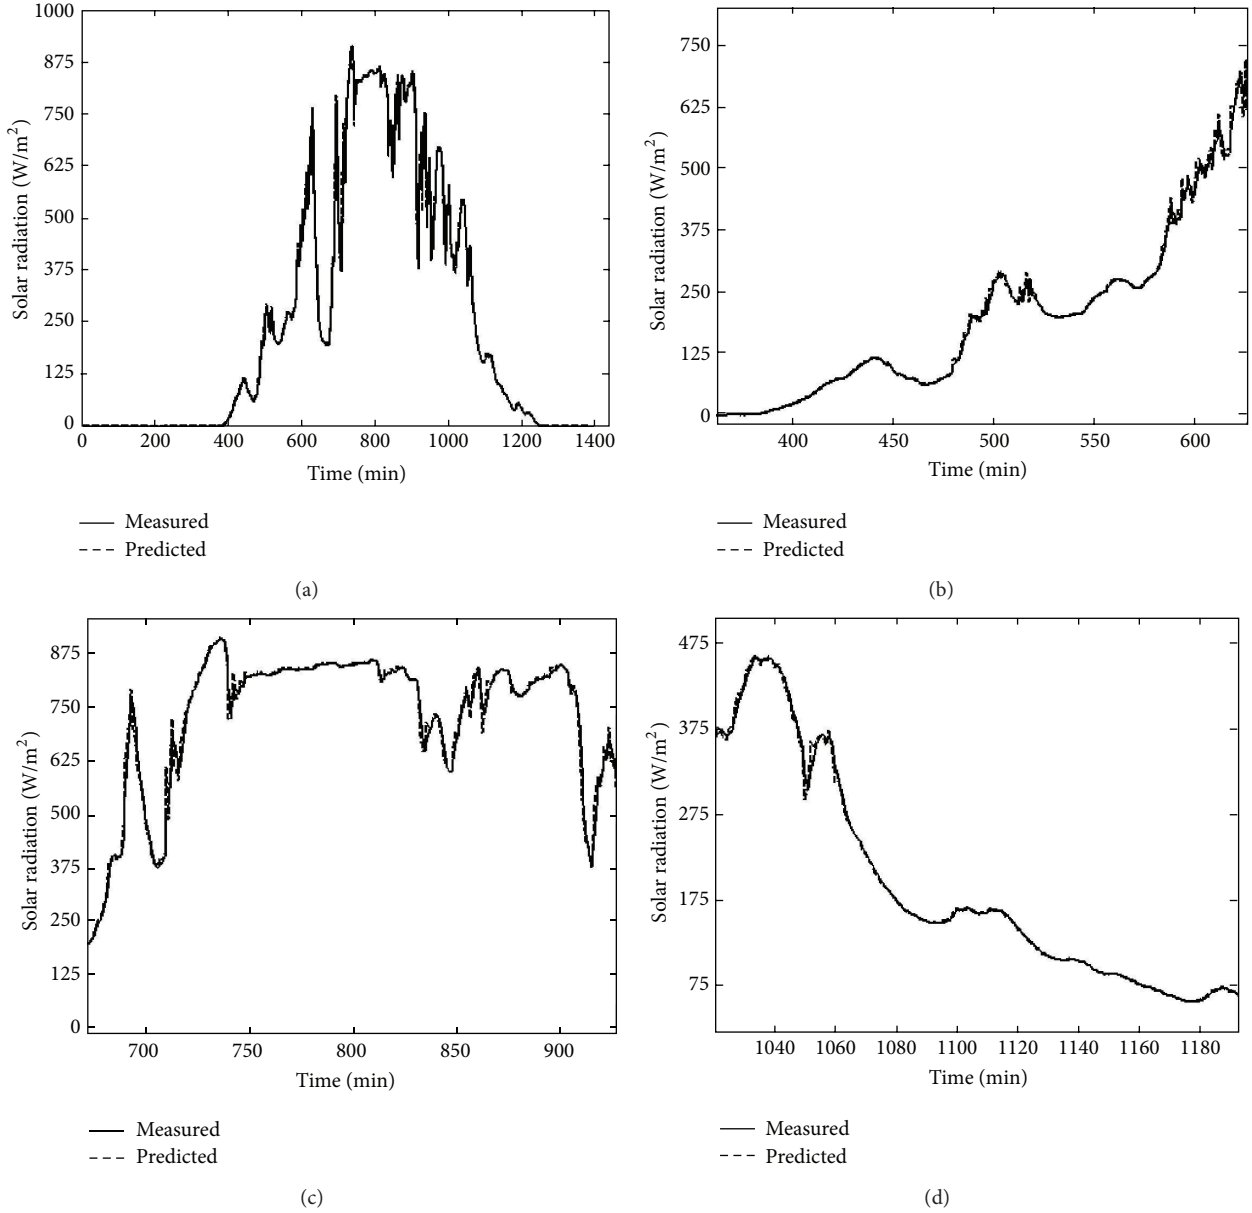 1000
875
750
625
500
375
250
125
0
0 200 400 600 800 1000 1200 1400
Solar radiation (W/m²)
Time (min)
Measured
Predicted
(a)
750
625
500
375
250
125
0
400 450 500 550 600
Solar radiation (W/m²)
Time (min)
Measured
Predicted
(b)
875
750
625
500
375
250
125
0
700 750 800 850 900
Solar radiation (W/m²)
Time (min)
Measured
Predicted
(c)
475
375
275
175
75
1040 1060 1080 1100 1120 1140 1160 1180
Solar radiation (W/m²)
Time (min)
Measured
Predicted
(d)